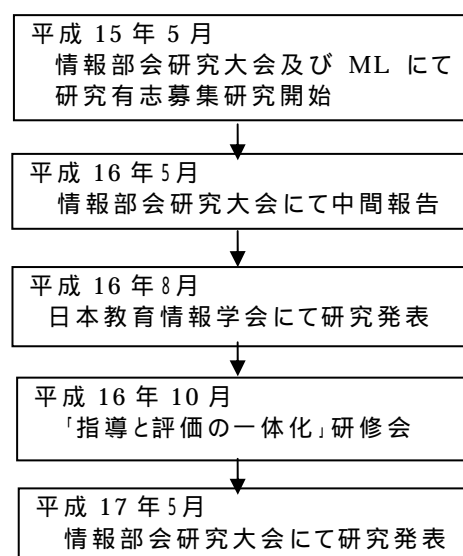 平成 15 年 5 月
情報部会研究大会及び ML にて
研究有志募集研究開始
平成 16 年5月
情報部会研究大会にて中間報告
平成 16 年8月
日本教育情報学会にて研究発表
平成 16 年 10 月
「指導と評価の一体化」研修会
平成 17 年5月
情報部会研究大会にて研究発表